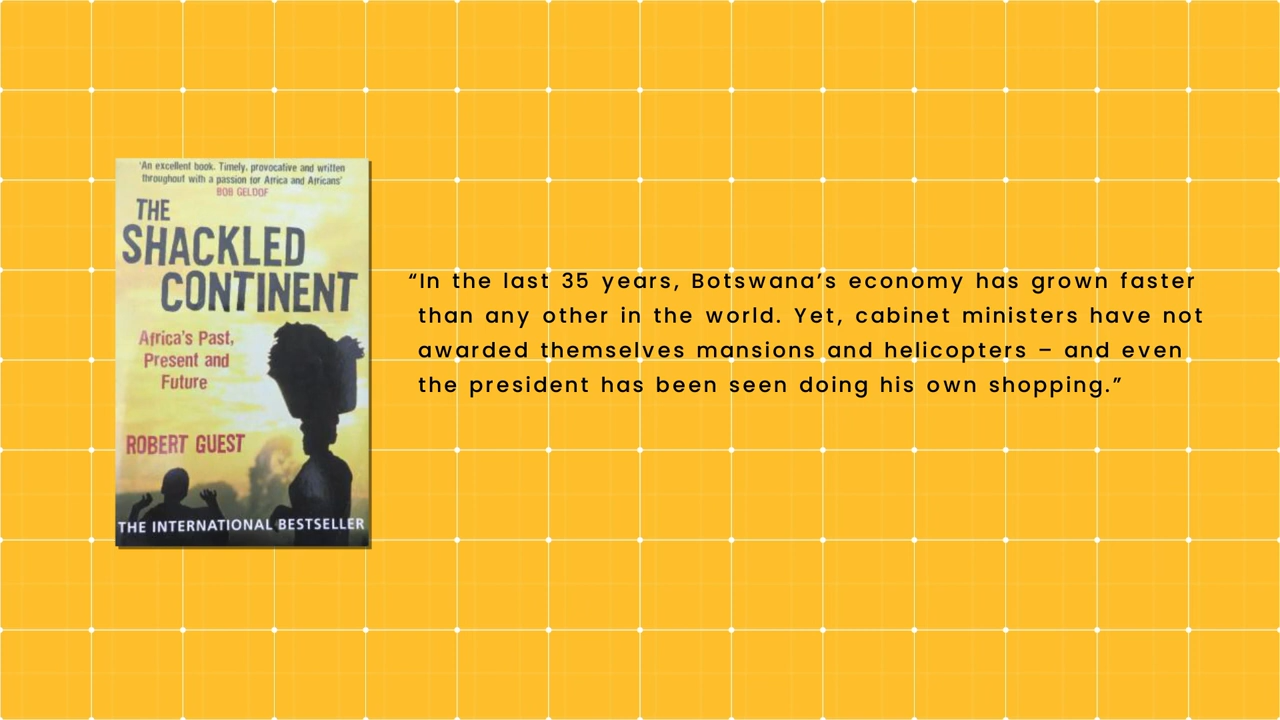 'An excellent book. Timely, provocative and written
throughout with a passion for Africa and Africans'
BOB GELDOF
THE
SHACKLED
CONTINENT
Africa's Past,
Present and
Future
ROBERT GUEST
THE INTERNATIONAL BESTSELLER
“In the last 35 years, Botswana’s economy has grown faster
than any other in the world. Yet, cabinet ministers have not
awarded themselves mansions and helicopters – and even
the president has been seen doing his own shopping.”